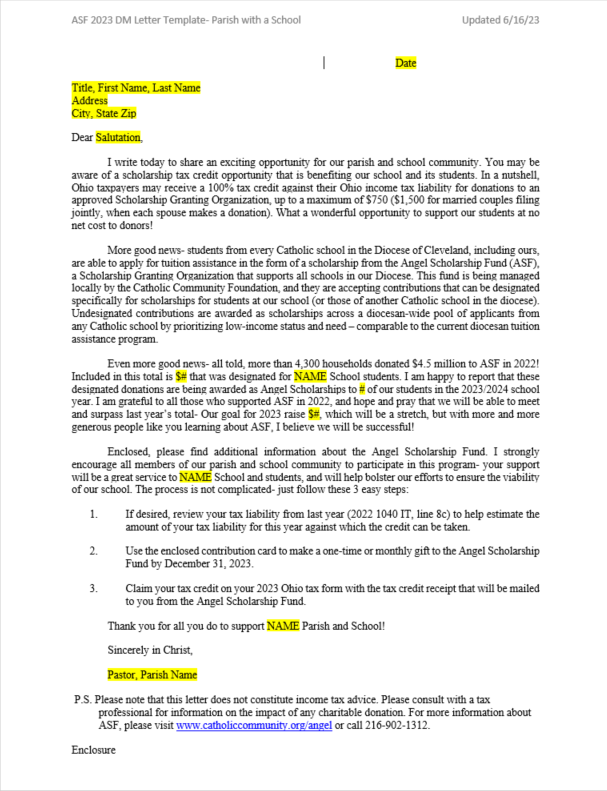 ASF 2023 DM Letter Template- Parish with a School Updated 6/16/23
Date
Title, First Name, Last Name
Address
City, State Zip
Dear Salutation,
I write today to share an exciting opportunity for our parish and school community. You may be
aware of a scholarship tax credit opportunity that is benefiting our school and its students. In a nutshell,
Ohio taxpayers may receive a 100% tax credit against their Ohio income tax liability for donations to an
approved Scholarship Granting Organization, up to a maximum of $750 ($1,500 for married couples filing
jointly, when each spouse makes a donation). What a wonderful opportunity to support our students at no
net cost to donors!
More good news- students from every Catholic school in the Diocese of Cleveland, including ours,
are able to apply for tuition assistance in the form of a scholarship from the Angel Scholarship Fund (ASF),
a Scholarship Granting Organization that supports all schools in our Diocese. This fund is being managed
locally by the Catholic Community Foundation, and they are accepting contributions that can be designated
specifically for scholarships for students at our school (or those of another Catholic school in the diocese).
Undesignated contributions are awarded as scholarships across a diocesan-wide pool of applicants from
any Catholic school by prioritizing low-income status and need – comparable to the current diocesan tuition
assistance program.
Even more good news- all told, more than 4,300 households donated $4.5 million to ASF in 2022!
Included in this total is $# that was designated for NAME School students. I am happy to report that these
designated donations are being awarded as Angel Scholarships to # of our students in the 2023/2024 school
year. I am grateful to all those who supported ASF in 2022, and hope and pray that we will be able to meet
and surpass last year's total- Our goal for 2023 raise $#, which will be a stretch, but with more and more
generous people like you learning about ASF, I believe we will be successful!
Enclosed, please find additional information about the Angel Scholarship Fund. I strongly
encourage all members of our parish and school community to participate in this program- your support
will be a great service to NAME School and students, and will help bolster our efforts to ensure the viability
of our school. The process is not complicated- just follow these 3 easy steps:
1. If desired, review your tax liability from last year (2022 1040 IT, line 8c) to help estimate the
amount of your tax liability for this year against which the credit can be taken.
2. Use the enclosed contribution card to make a one-time or monthly gift to the Angel Scholarship
Fund by December 31, 2023.
3. Claim your tax credit on your 2023 Ohio tax form with the tax credit receipt that will be mailed
to you from the Angel Scholarship Fund.
Thank you for all you do to support NAME Parish and School!
Sincerely in Christ,
Pastor, Parish Name
P.S. Please note that this letter does not constitute income tax advice. Please consult with a tax
professional for information on the impact of any charitable donation. For more information about
ASF, please visit www.catholiccommunity.org/angel or call 216-902-1312.
Enclosure